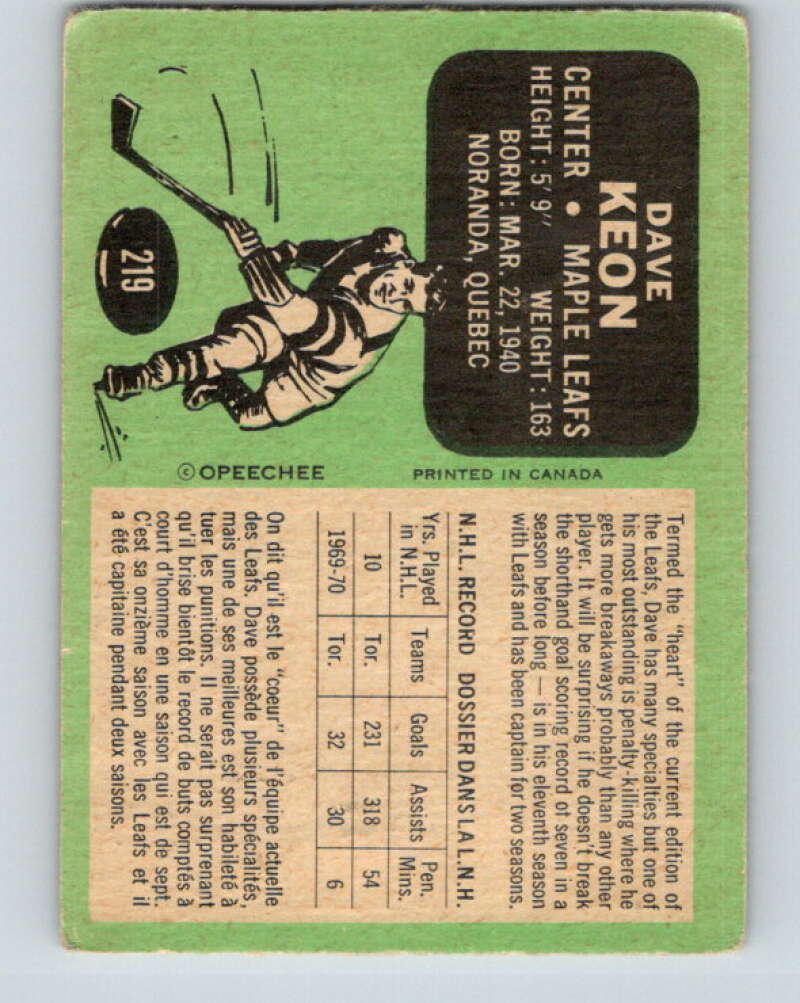 DAVE
KEON
CENTER • MAPLE LEAFS
HEIGHT: 5' 9" WEIGHT: 163
BORN: MAR. 22, 1940
NORANDA, QUEBEC
219
© OPEECHEE
PRINTED IN CANADA
Termed the "heart" of the current edition of
the Leafs, Dave has many specialties but one of
his most outstanding is penalty-killing where he
gets more breakaways probably than any other
player. It will be surprising if he doesn't break
the shorthand goal scoring record of seven in a
season before long — is in his eleventh season
with Leafs and has been captain for two seasons.
N.H.L. RECORD DOSSIER DANS LA L.N.H.
Yrs. Played in N.H.L. Teams Goals Assists Pen. Mins.
10 Tor. 231 318 54
1969-70 Tor. 32 30 6
On dit qu'il est le "coeur" de l'équipe actuelle
des Leafs. Dave possède plusieurs spécialités,
mais une de ses meilleures est son habileté à
tuer les punitions. Il ne serait pas surprenant
qu'il brise bientôt le record de buts comptés à
court d'homme en une saison qui est de sept.
C'est sa onzième saison avec les Leafs et il
a été capitaine pendant deux saisons.